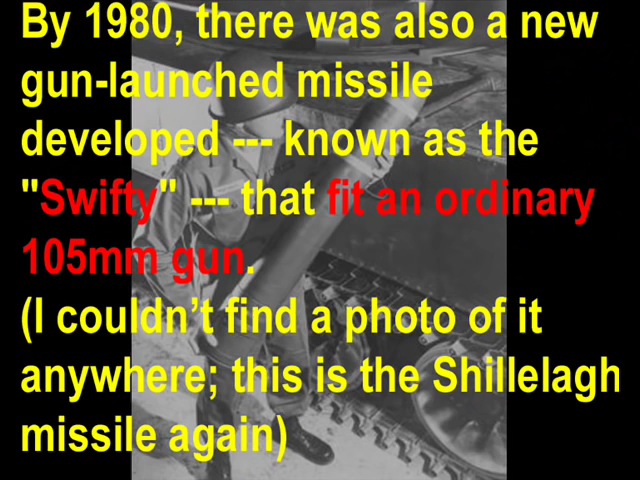 By 1980, there was also a new
gun-launched missile
developed --- known as the
"Swifty" --- that fit an ordinary
105mm gun.
(I couldn't find a photo of it
anywhere; this is the Shillelagh
missile again)